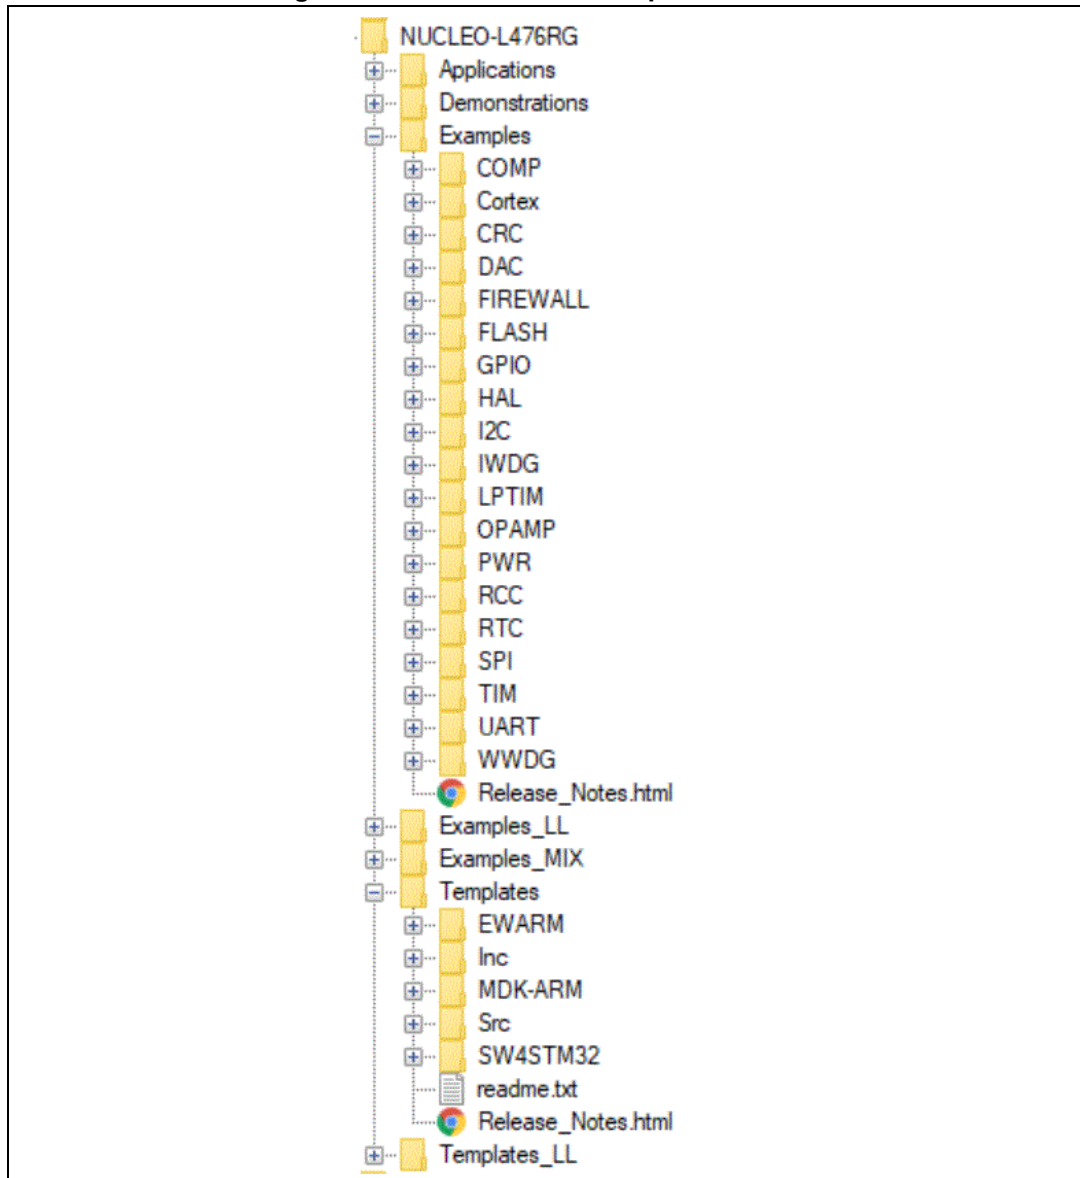 NUCLEO-L476RG
Applications
Demonstrations
Examples
COMP
Cortex
CRC
DAC
FIREWALL
FLASH
GPIO
HAL
I2C
IWDG
LPTIM
OPAMP
PWR
RCC
RTC
SPI
TIM
UART
WWDG
Release_Notes.html
Examples_LL
Examples_MIX
Templates
EWARM
Inc
MDK-ARM
Src
SW4STM32
readme.txt
Release_Notes.html
Templates_LL